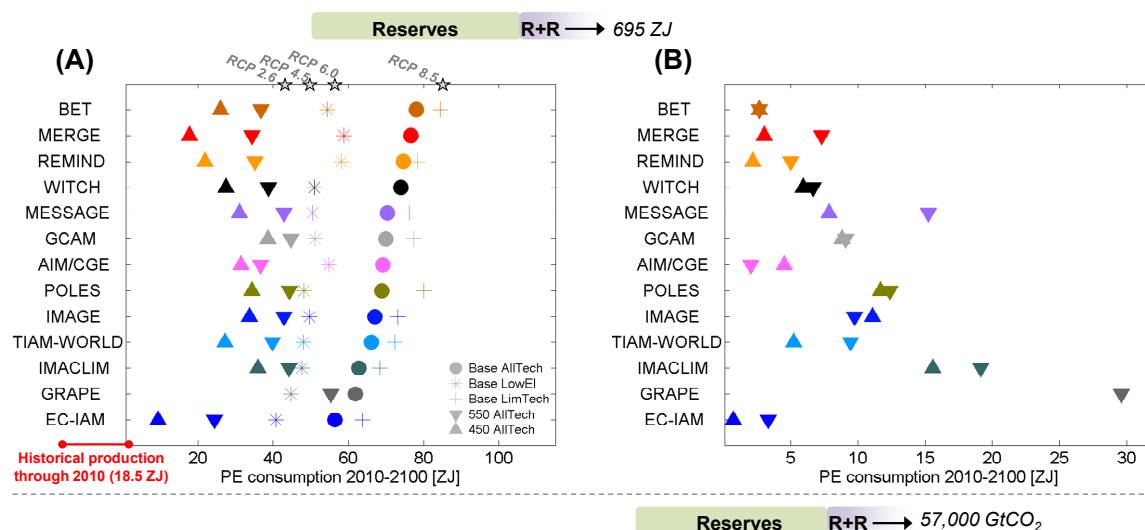 Reserves R+R 695 ZJ
(A) (B)
RCP 2.6 RCP 4.5 RCP 6.0 RCP 8.5
BET BET
MERGE MERGE
REMIND REMIND
WITCH WITCH
MESSAGE MESSAGE
GCAM GCAM
AIM/CGE AIM/CGE
POLES POLES
IMAGE IMAGE
TIAM-WORLD TIAM-WORLD
IMACLIM IMACLIM
GRAPE GRAPE
EC-IAM EC-IAM
Base AllTech
Base LowEI
Base LimTech
550 AllTech
450 AllTech
20 40 60 80 100
5 10 15 20 25 30
Historical production
through 2010 (18.5 ZJ)
PE consumption 2010-2100 [ZJ] PE consumption 2010-2100 [ZJ]
Reserves R+R 57,000 GtCO2